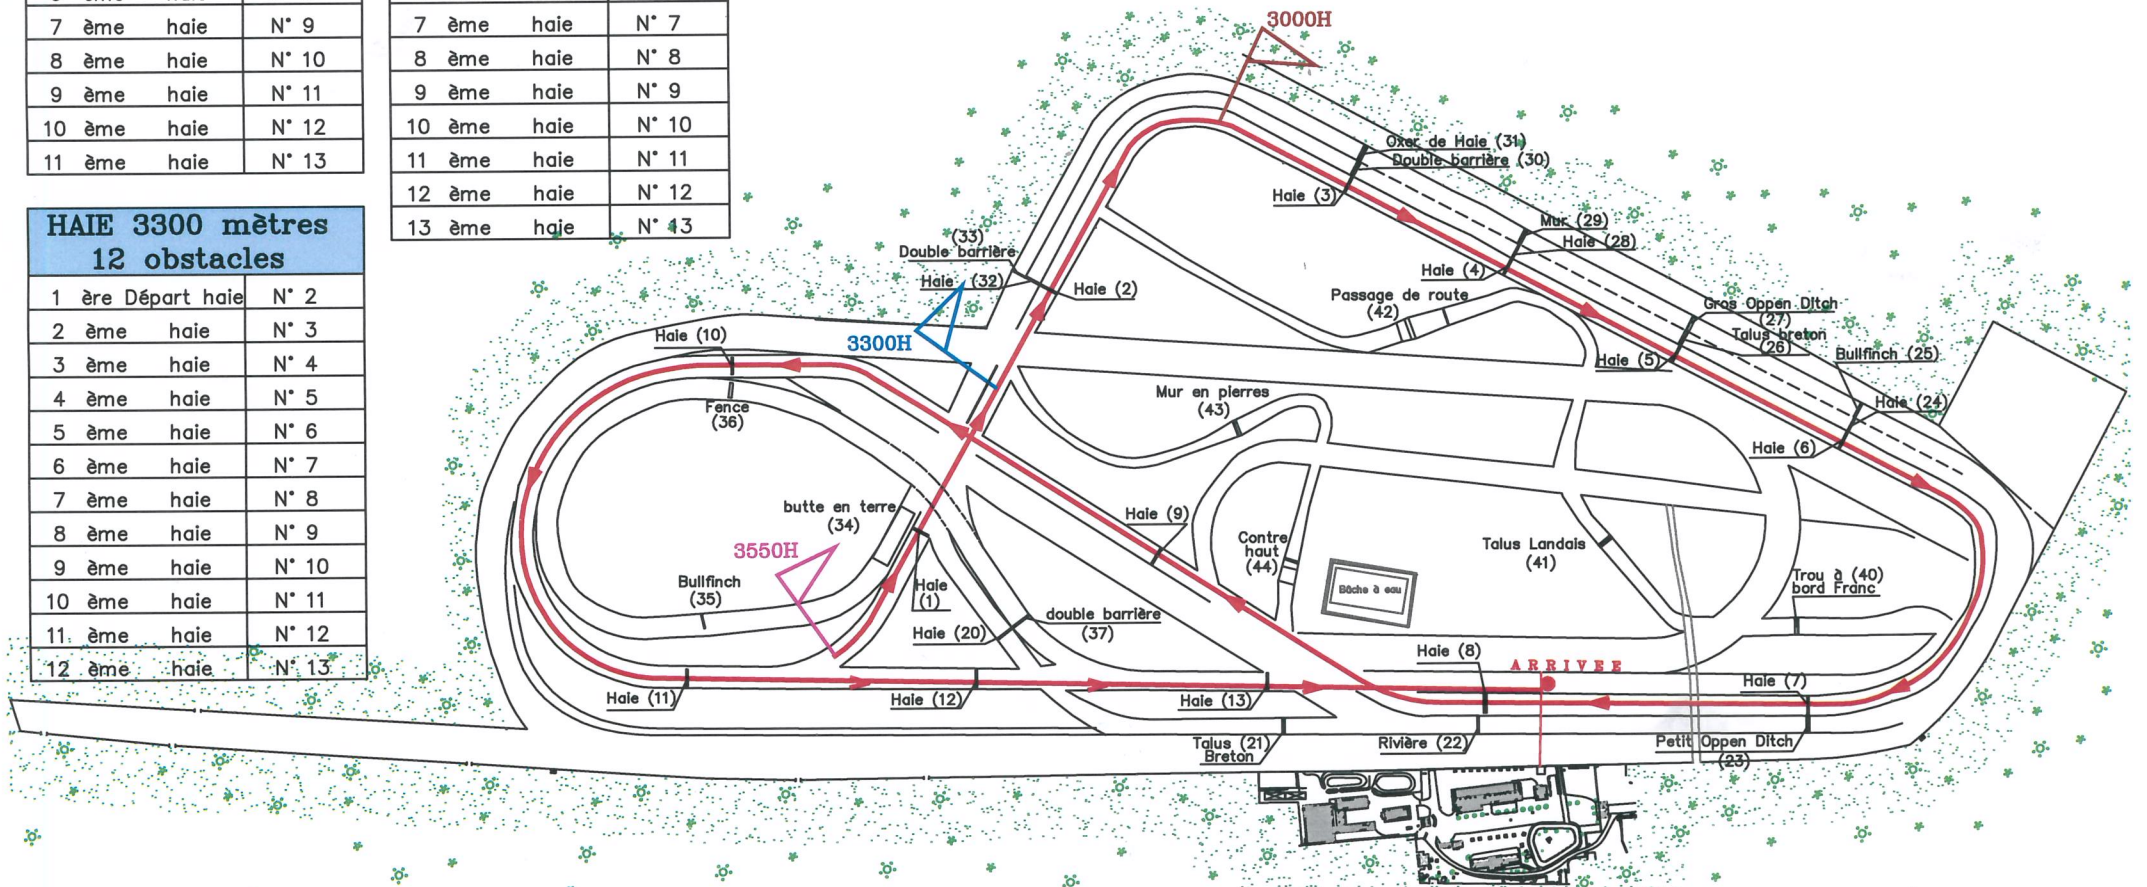 7 ème haie N° 9
8 ème haie N° 10
9 ème haie N° 11
10 ème haie N° 12
11 ème haie N° 13
7 ème haie N° 7
8 ème haie N° 8
9 ème haie N° 9
10 ème haie N° 10
11 ème haie N° 11
12 ème haie N° 12
13 ème haie N° 13
HAIE 3300 mètres
12 obstacles
1 ère Départ haie N° 2
2 ème haie N° 3
3 ème haie N° 4
4 ème haie N° 5
5 ème haie N° 6
6 ème haie N° 7
7 ème haie N° 8
8 ème haie N° 9
9 ème haie N° 10
10 ème haie N° 11
11 ème haie N° 12
12 ème haie N° 13
3000H
Oxer de Haie (31)
Double barrière (30)
Haie (3)
Mur (29)
Haie (28)
Haie (4)
(33)
Double barrière
Haie (32)
Haie (2)
Passage de route
(42)
Gros Oppen Ditch
(27)
Talus breton
(26)
Bullfinch (25)
Haie (5)
Haie (10)
3300H
Fence
(36)
Mur en pierres
(43)
Haie (24)
Haie (6)
butte en terre
(34)
Haie (9)
3550H
Contre
haut
(44)
Talus Landais
(41)
Bâche à eau
Trou à (40)
bord Franc
Bullfinch
(35)
Haie
(1)
double barrière
(37)
Haie (20)
Haie (8)
ARRIVEE
Haie (7)
Haie (11)
Haie (12)
Haie (13)
Talus (21)
Breton
Rivière (22)
Petit Oppen Ditch
(23)